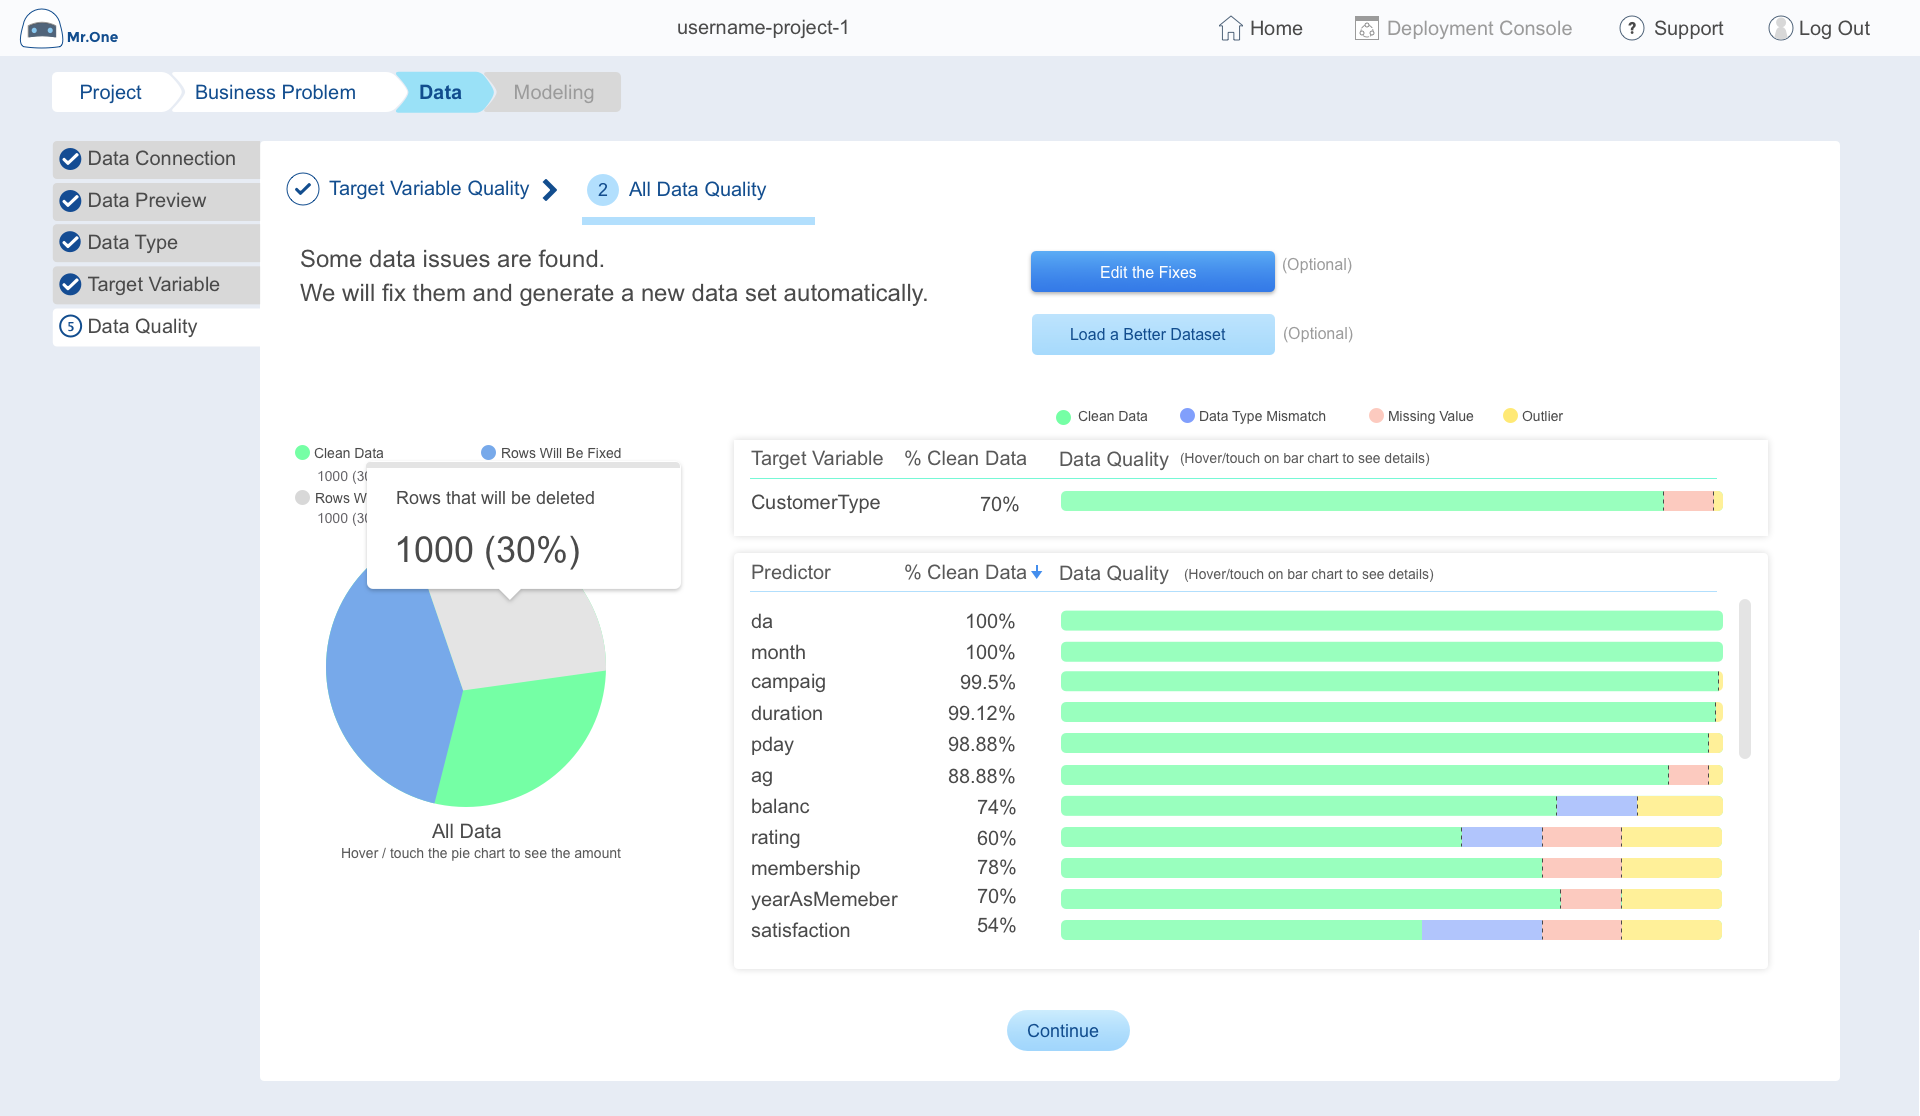 Mr.One
username-project-1
Home
Deployment Console
?
Support
Log Out
Project
Business Problem
Data
Modeling
Data Connection
Data Preview
Data Type
Target Variable
5 Data Quality
Target Variable Quality
2 All Data Quality
Some data issues are found.
We will fix them and generate a new data set automatically.
Edit the Fixes
(Optional)
Load a Better Dataset
(Optional)
Clean Data
Data Type Mismatch
Missing Value
Outlier
Clean Data
Rows Will Be Fixed
1000 (30
Rows W
1000 (30
Rows that will be deleted
1000 (30%)
All Data
Hover / touch the pie chart to see the amount
Target Variable % Clean Data Data Quality (Hover/touch on bar chart to see details)
CustomerType 70%
Predictor % Clean Data Data Quality (Hover/touch on bar chart to see details)
da 100%
month 100%
campaig 99.5%
duration 99.12%
pday 98.88%
ag 88.88%
balanc 74%
rating 60%
membership 78%
yearAsMemeber 70%
satisfaction 54%
Continue